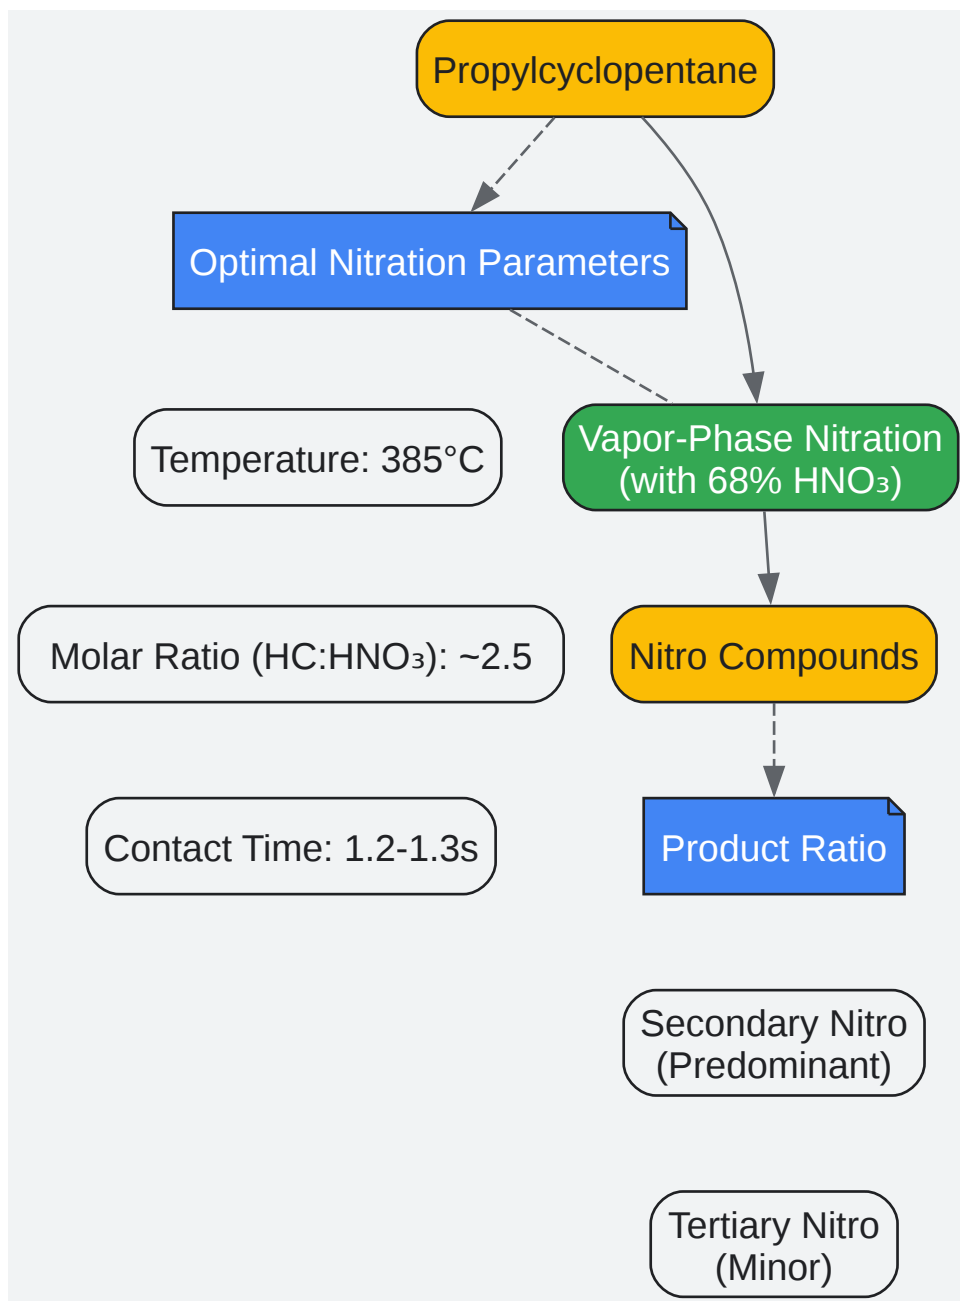 Propylcyclopentane
Optimal Nitration Parameters
Temperature: 385°C
Vapor-Phase Nitration
(with 68% HNO₃)
Molar Ratio (HC:HNO₃): ~2.5
Nitro Compounds
Contact Time: 1.2-1.3s
Product Ratio
Secondary Nitro
(Predominant)
Tertiary Nitro
(Minor)